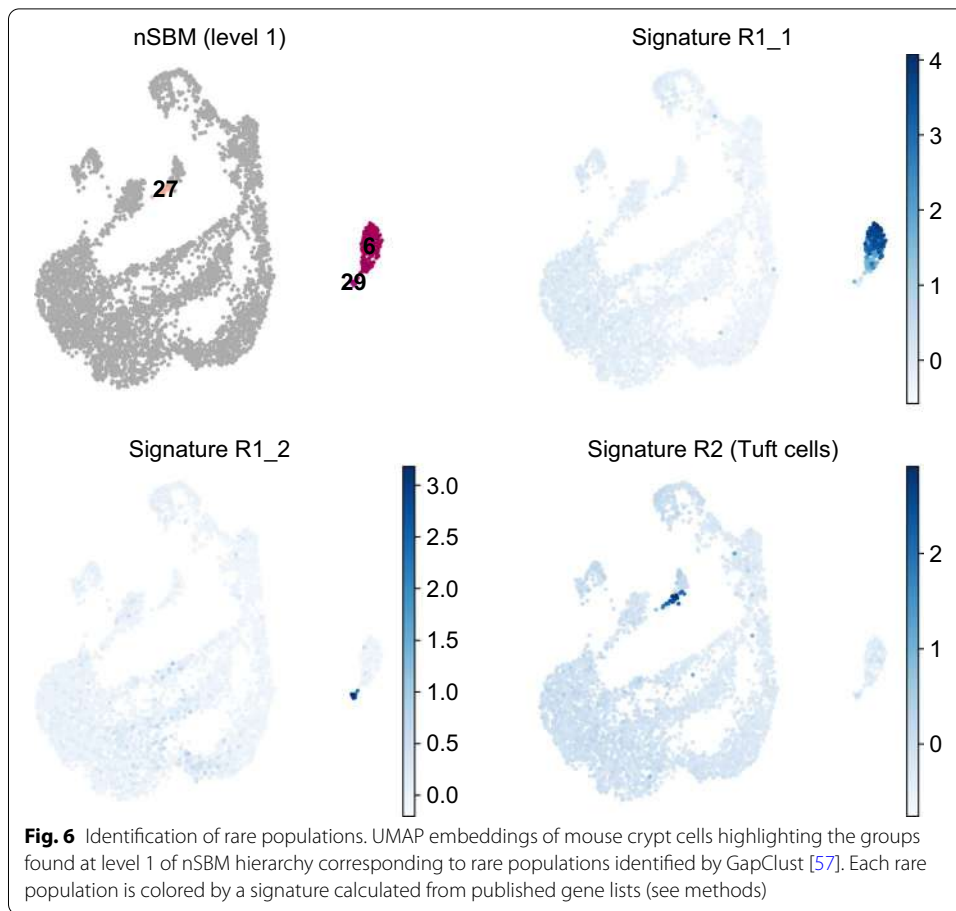 nSBM (level 1)
27
6
29
Signature R1_1
4
3
2
1
0
Signature R1_2
3.0
2.5
2.0
1.5
1.0
0.5
0.0
Signature R2 (Tuft cells)
2
1
0
Fig. 6 Identification of rare populations. UMAP embeddings of mouse crypt cells highlighting the groups
found at level 1 of nSBM hierarchy corresponding to rare populations identified by GapClust [57]. Each rare
population is colored by a signature calculated from published gene lists (see methods)